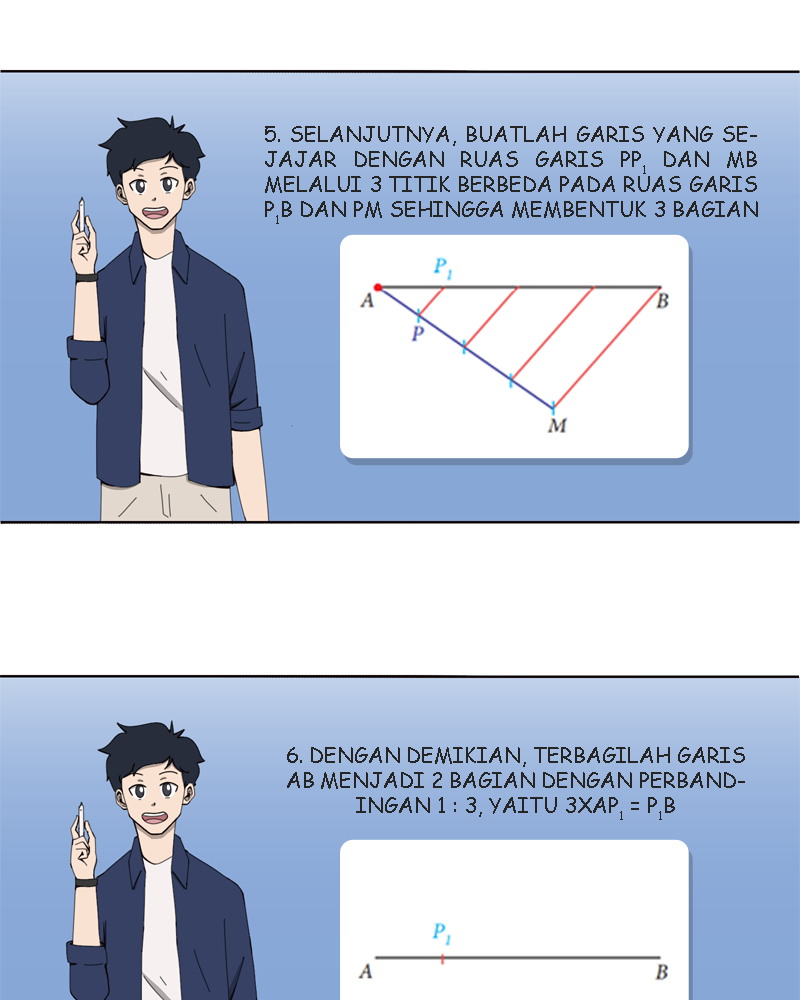 5. SELANJUTNYA, BUATLAH GARIS YANG SE-
JAJAR DENGAN RUAS GARIS PP₁ DAN MB
MELALUI 3 TITIK BERBEDA PADA RUAS GARIS
P₁B DAN PM SEHINGGA MEMBENTUK 3 BAGIAN
P₁
A
B
P
M
6. DENGAN DEMIKIAN, TERBAGILAH GARIS
AB MENJADI 2 BAGIAN DENGAN PERBAND-
INGAN 1 : 3, YAITU 3XAP₁ = P₁B
P₁
A
B